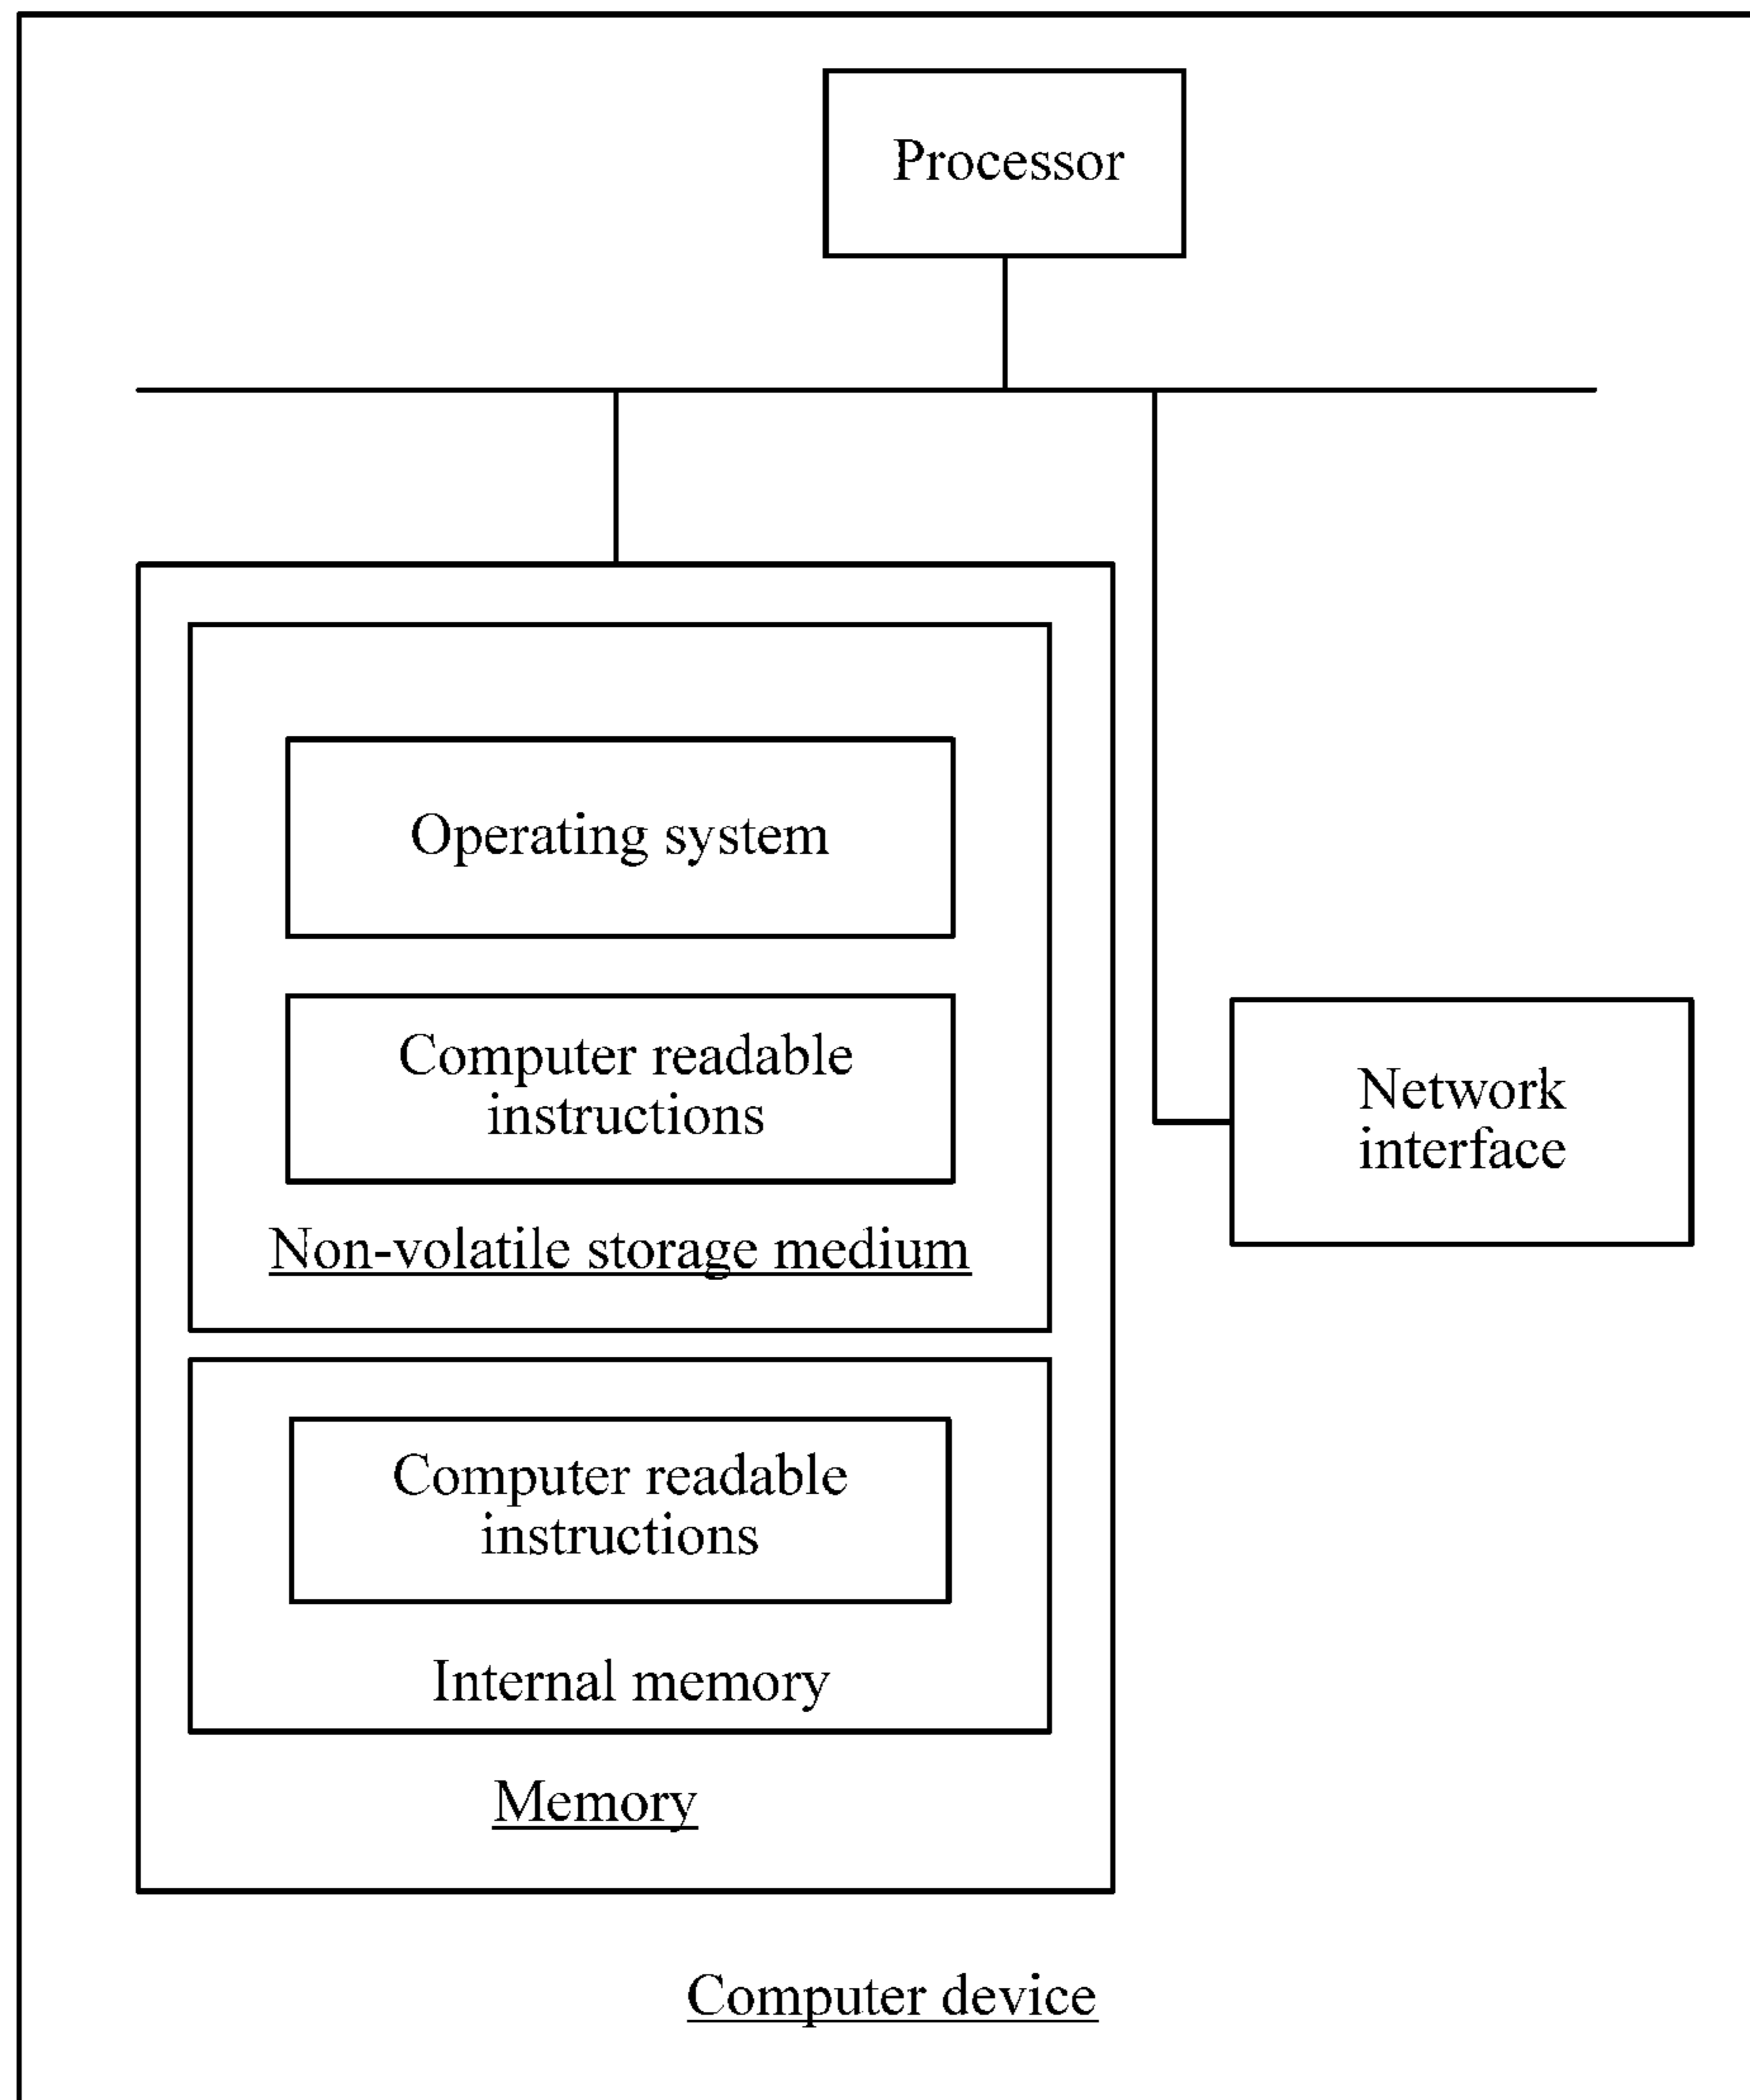 Processor
Operating system
Computer readable
instructions
Network
interface
Non-volatile storage medium
Computer readable
instructions
Internal memory
Memory
Computer device